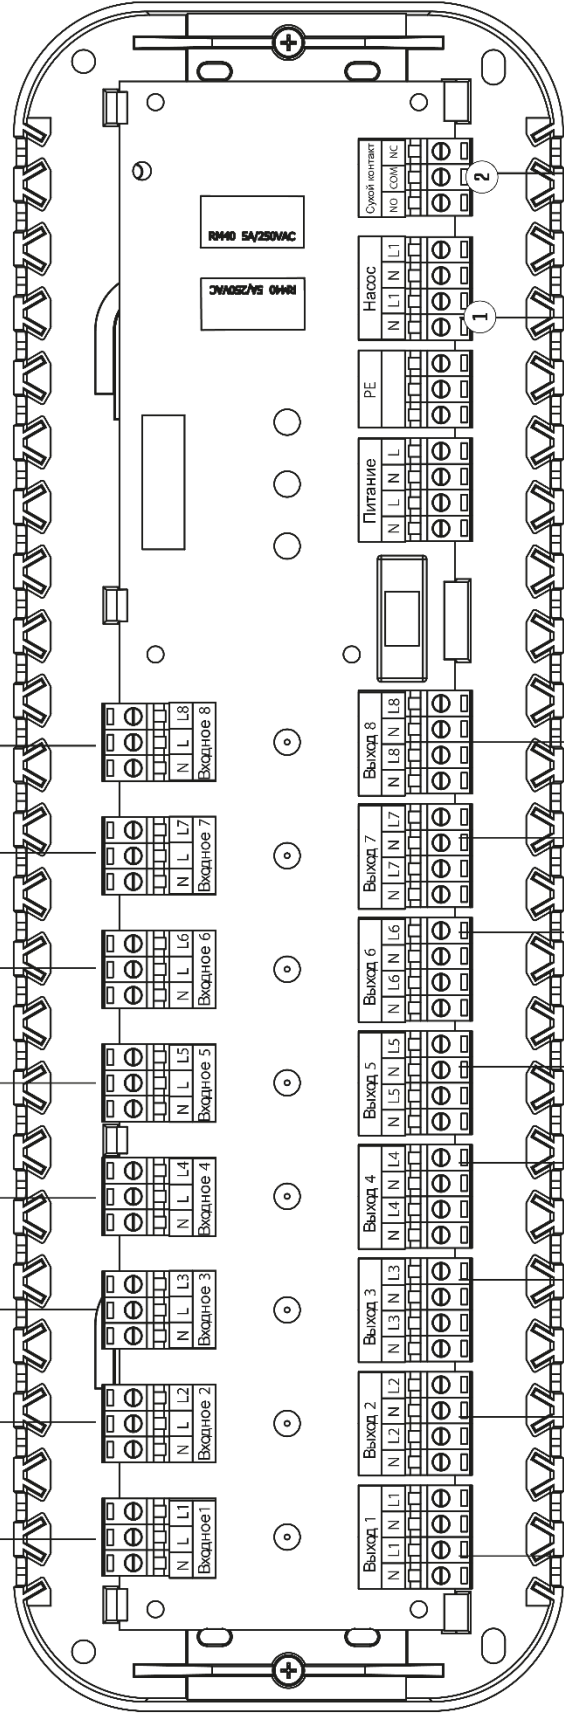 N L L1
Входное1
N L L2
Входное 2
N L L3
Входное 3
N L L4
Входное 4
N L L5
Входное 5
N L L6
Входное 6
N L L7
Входное 7
N L L8
Входное 8
RM40 5A/250VAC
RM40 5A/250VAC
Выход 1
N L1 N L1
Выход 2
N L2 N L2
Выход 3
N L3 N L3
Выход 4
N L4 N L4
Выход 5
N L5 N L5
Выход 6
N L6 N L6
Выход 7
N L7 N L7
Выход 8
N L8 N L8
Питание
N L N L
PE
Насос
N L1 N L1
Сухой контакт
NO COM NC
1
2